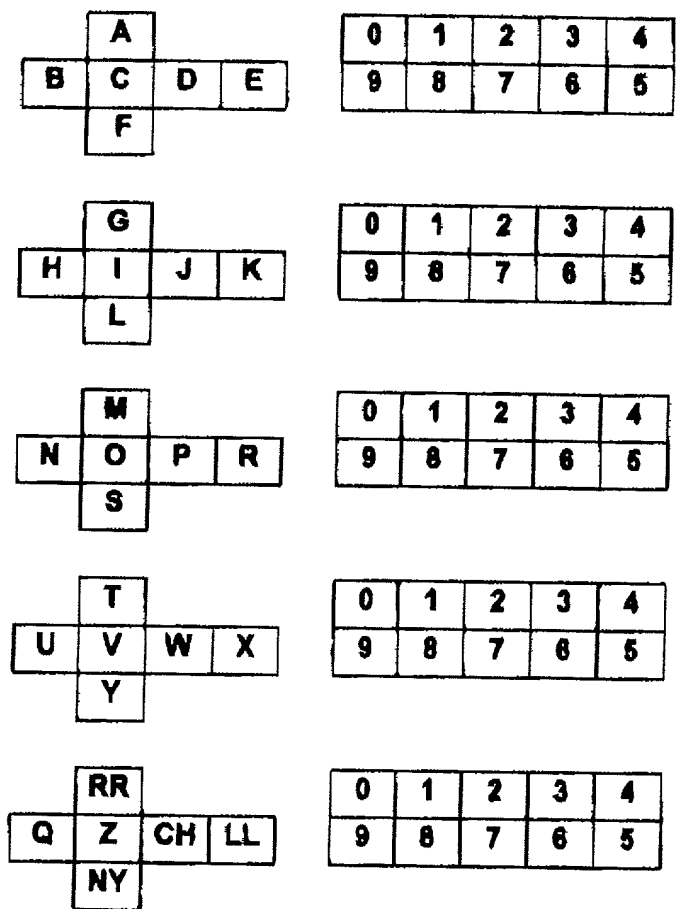 A 0 1 2 3 4
B C D E 9 8 7 6 5
F
G 0 1 2 3 4
H I J K 9 8 7 6 5
L
M 0 1 2 3 4
N O P R 9 8 7 6 5
S
T 0 1 2 3 4
U V W X 9 8 7 6 5
Y
RR 0 1 2 3 4
Q Z CH LL 9 8 7 6 5
NY